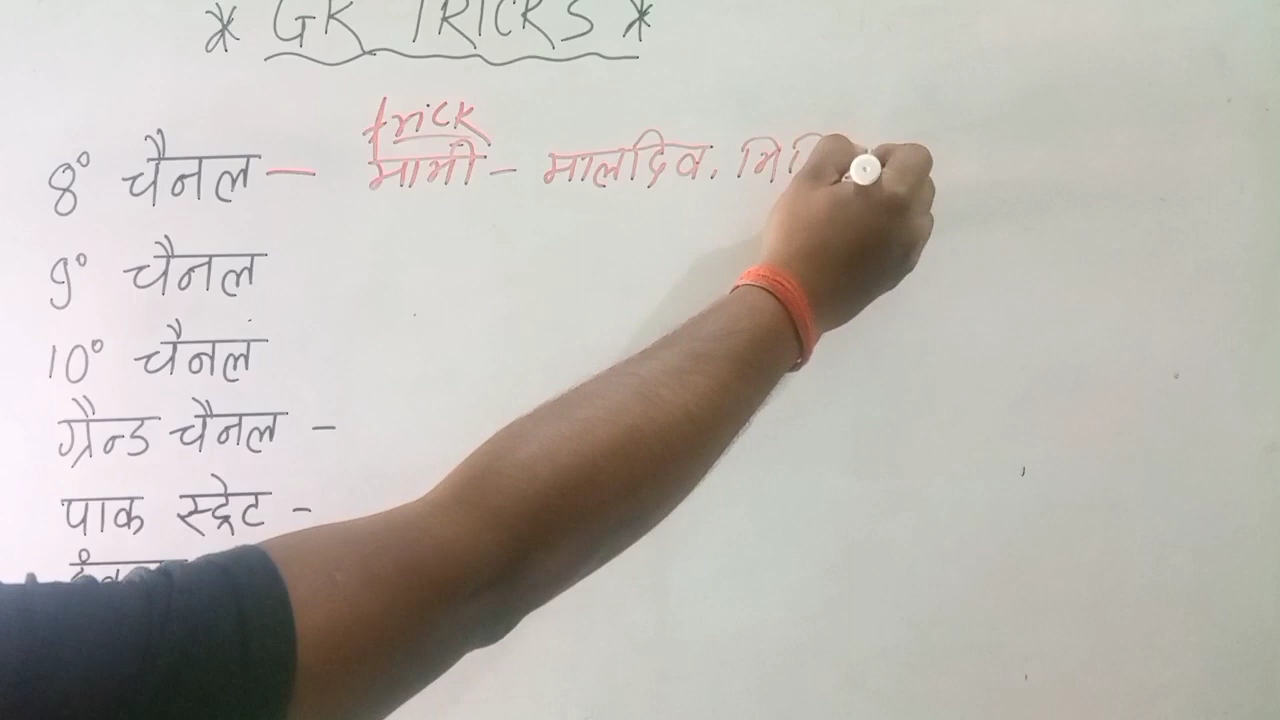 * GK TRICKS *
trick
8° चैनल — मामी - मालदिव, मि
9° चैनल
10° चैनल
ग्रैन्ड चैनल -
पाक स्ट्रेट -